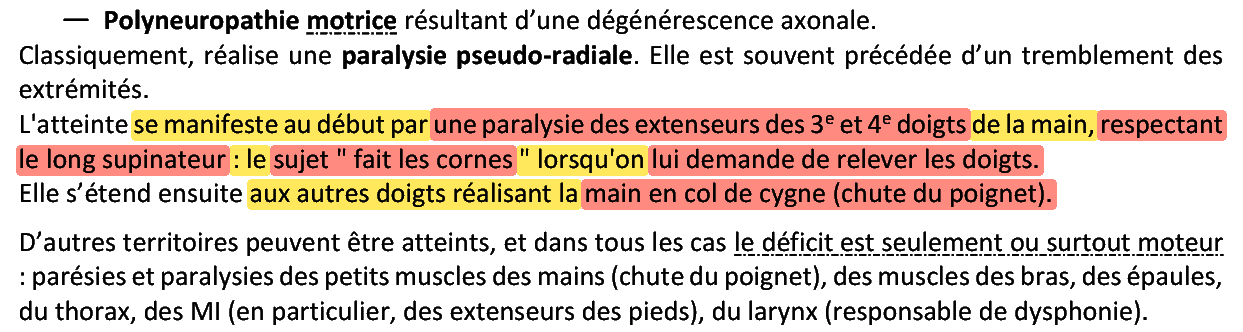 — Polyneuropathie motrice résultant d’une dégénérescence axonale.
Classiquement, réalise une paralysie pseudo-radiale. Elle est souvent précédée d’un tremblement des
extrémités.
L'atteinte se manifeste au début par une paralysie des extenseurs des 3ᵉ et 4ᵉ doigts de la main, respectant
le long supinateur : le sujet " fait les cornes " lorsqu'on lui demande de relever les doigts.
Elle s’étend ensuite aux autres doigts réalisant la main en col de cygne (chute du poignet).
D’autres territoires peuvent être atteints, et dans tous les cas le déficit est seulement ou surtout moteur
: parésies et paralysies des petits muscles des mains (chute du poignet), des muscles des bras, des épaules,
du thorax, des MI (en particulier, des extenseurs des pieds), du larynx (responsable de dysphonie).